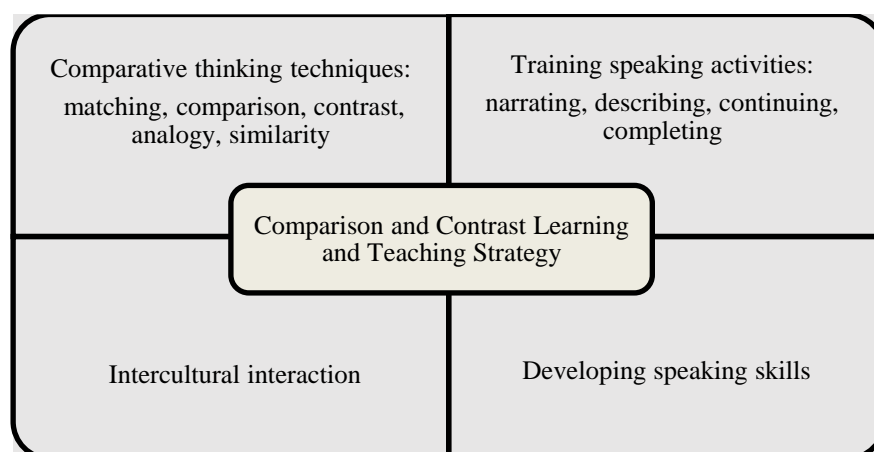 Comparative thinking techniques:
matching, comparison, contrast,
analogy, similarity
Training speaking activities:
narrating, describing, continuing,
completing
Comparison and Contrast Learning
and Teaching Strategy
Intercultural interaction
Developing speaking skills